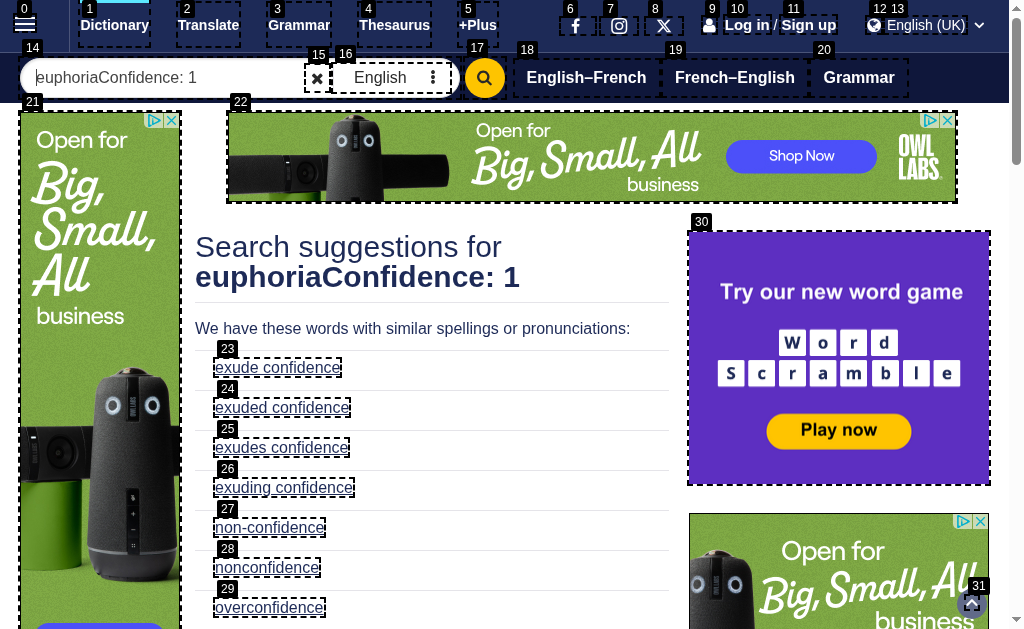 0 1 2 3 4 5 6 7 8 9 10 11 12 13
Dictionary Translate Grammar Thesaurus +Plus Log in / Sign up English (UK)
14 15 16 17 18 19 20
euphoriaConfidence: 1 English English–French French–English Grammar
21 22
Open for
Big,
Small,
All
business
Open for
Big, Small, All
business
Shop Now
OWL
LABS
30
Search suggestions for
euphoriaConfidence: 1
We have these words with similar spellings or pronunciations:
23
exude confidence
24
exuded confidence
25
exudes confidence
26
exuding confidence
27
non-confidence
28
nonconfidence
29
overconfidence
Try our new word game
Word
Scramble
Play now
Open for
Big, Small, All
31
business